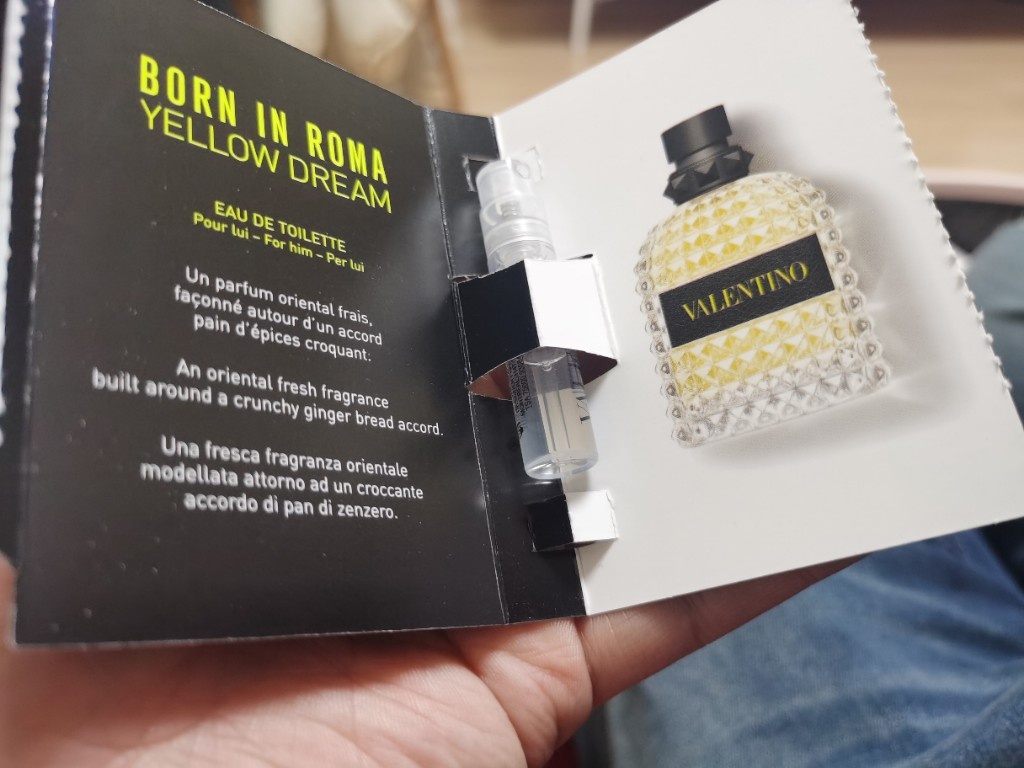 BORN IN ROMA
YELLOW DREAM
EAU DE TOILETTE
Pour lui – For him – Per lui
Un parfum oriental frais,
façonné autour d'un accord
pain d'épices croquant.
An oriental fresh fragrance
built around a crunchy ginger bread accord.
Una fresca fragranza orientale
modellata attorno ad un croccante
accordo di pan di zenzero.
VALENTINO